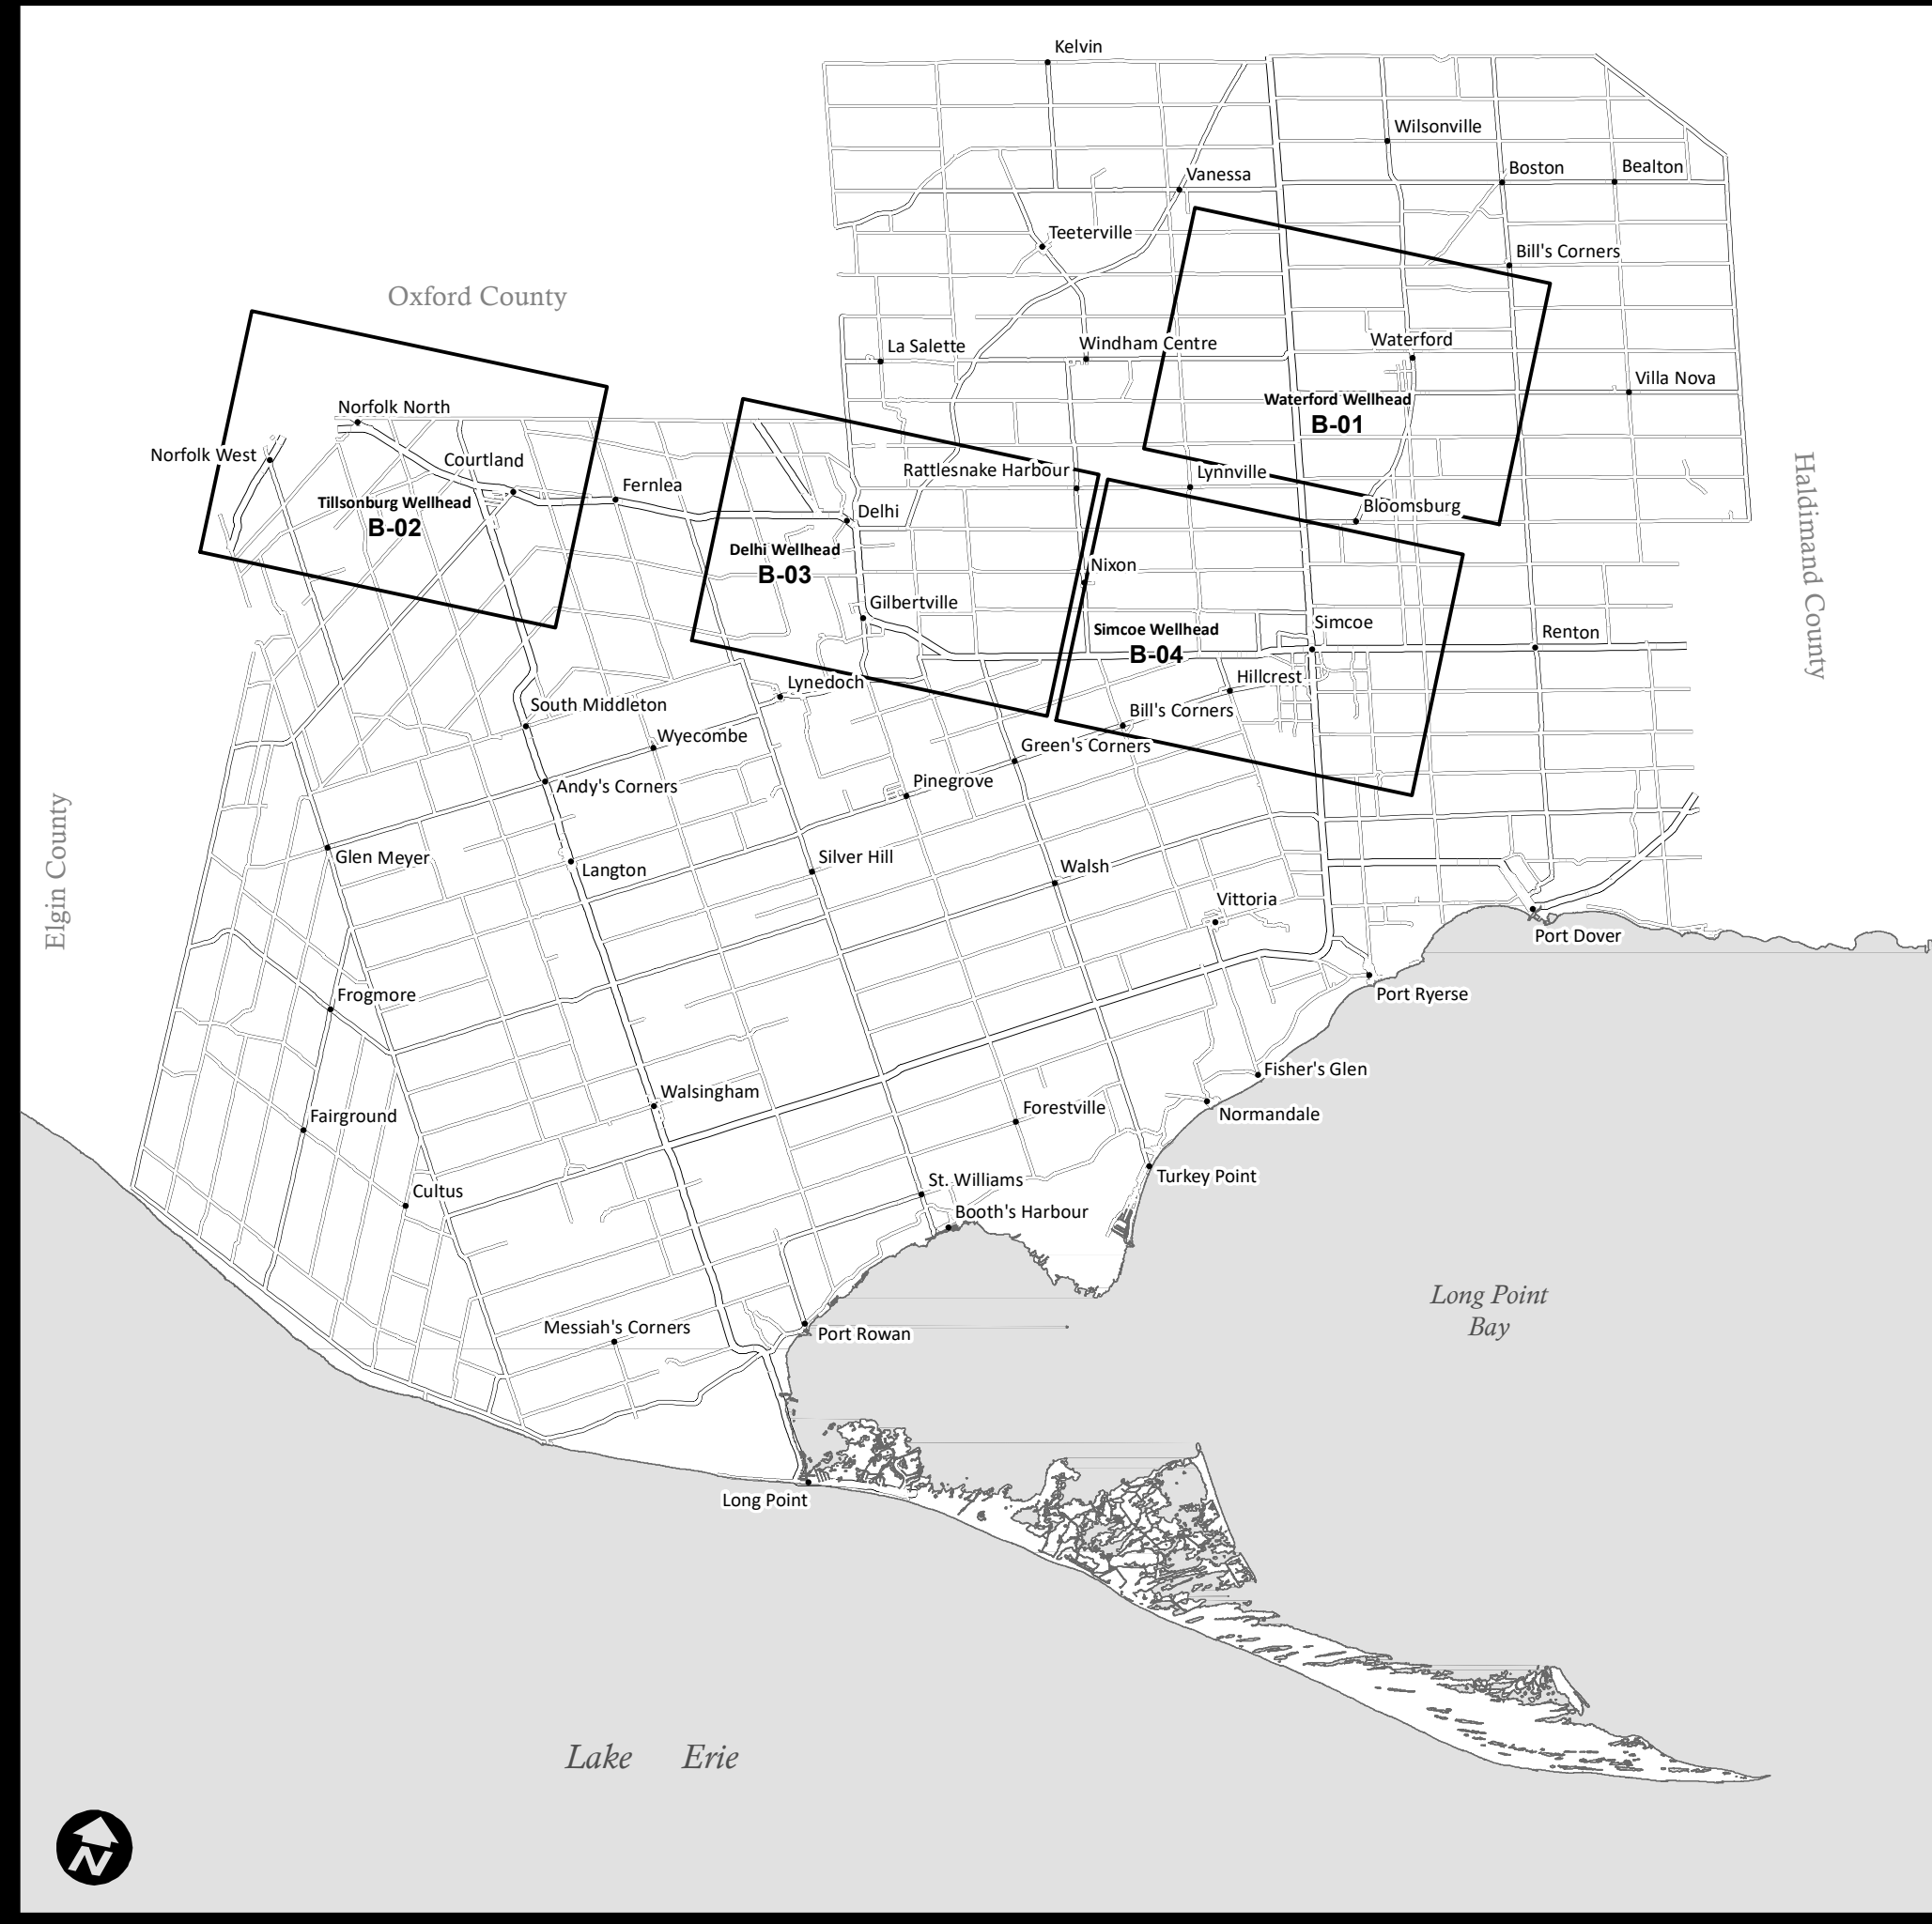 Kelvin
Wilsonville
Boston
Bealton
Vanessa
Teeterville
Bill's Corners
Oxford County
La Salette
Windham Centre
Waterford
Villa Nova
Waterford Wellhead
B-01
Norfolk North
Norfolk West
Courtland
Fernlea
Rattlesnake Harbour
Lynnville
Tillsonburg Wellhead
B-02
Delhi
Bloomsburg
Haldimand County
Delhi Wellhead
B-03
Nixon
Gilbertville
Simcoe Wellhead
B-04
Simcoe
Renton
Lynedoch
Hillcrest
South Middleton
Bill's Corners
Wyecombe
Green's Corners
Andy's Corners
Pinegrove
Elgin County
Glen Meyer
Langton
Silver Hill
Walsh
Vittoria
Port Dover
Frogmore
Port Ryerse
Walsingham
Fisher's Glen
Fairground
Forestville
Normandale
Cultus
St. Williams
Turkey Point
Booth's Harbour
Long Point
Bay
Messiah's Corners
Port Rowan
Long Point
Lake Erie
N